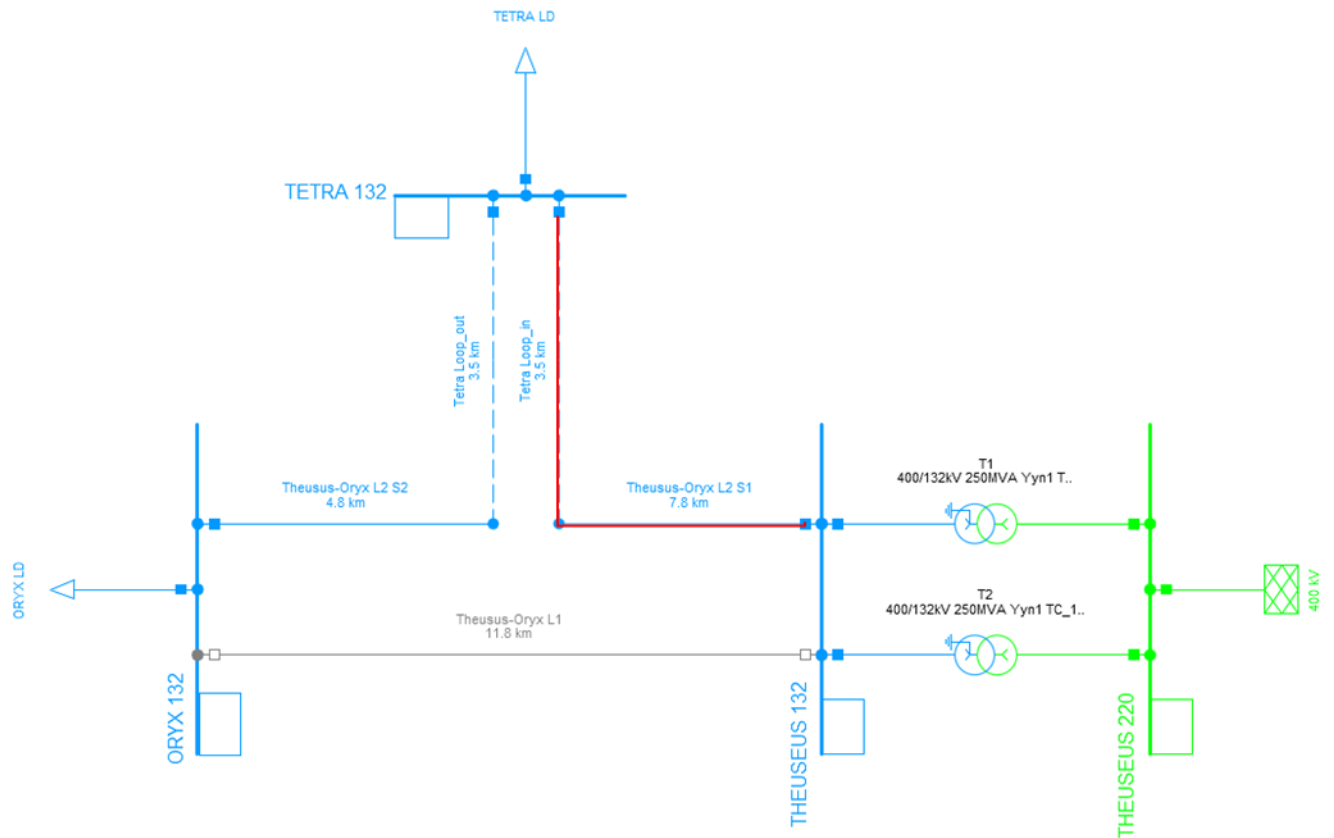 TETRA LD
TETRA 132
Tetra Loop_out
3.5 km
Tetra Loop_in
3.5 km
Theusus-Oryx L2 S2
4.8 km
Theusus-Oryx L2 S1
7.8 km
T1
400/132kV 250MVA Yyn1 T..
ORYX LD
Theusus-Oryx L1
11.8 km
T2
400/132kV 250MVA Yyn1 TC_1..
400 kV
ORYX 132
THEUSEUS 132
THEUSEUS 220